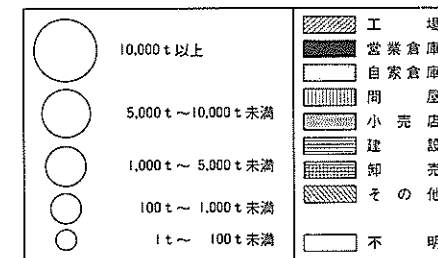 10,000 t 以上
5,000 t ～ 10,000 t 未満
1,000 t ～ 5,000 t 未満
100 t ～ 1,000 t 未満
1 t ～ 100 t 未満
工場
営業倉庫
自家倉庫
問屋
小売店
建設
卸売
その他
不明